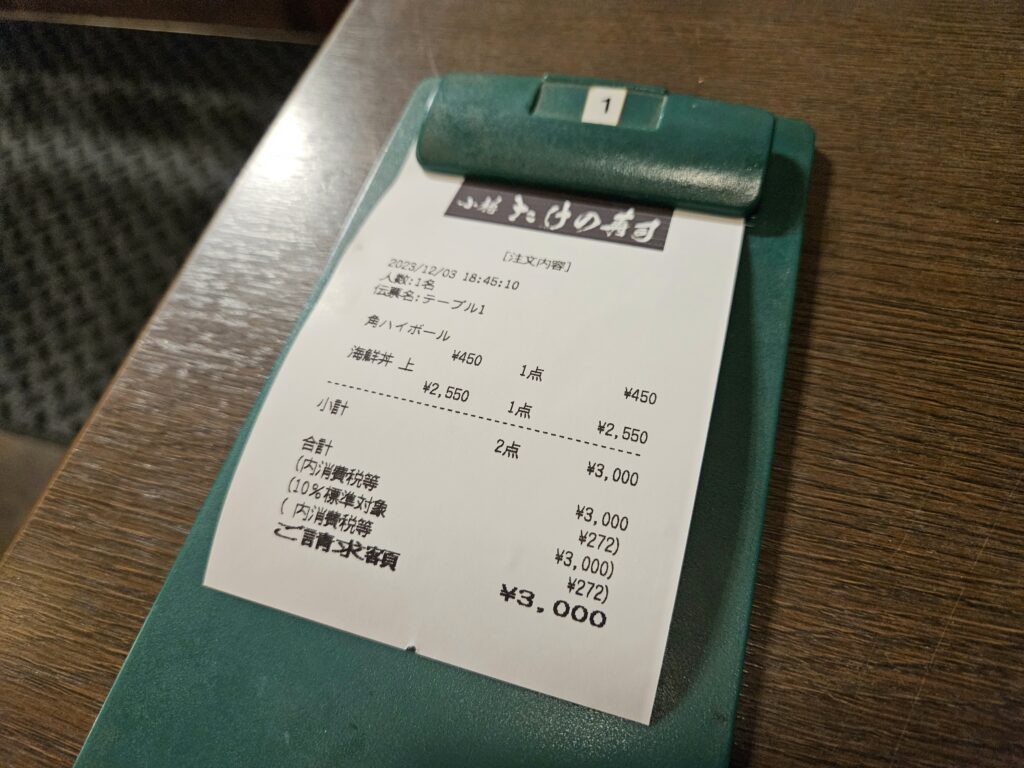 1
小樽 たけの寿司
[注文内容]
2023/12/03 18:45:10
人数:1名
伝票名:テーブル1
角ハイボール
¥450 1点 ¥450
海鮮丼 上
¥2,550 1点 ¥2,550
小計 2点 ¥3,000
合計 ¥3,000
(内消費税等 ¥272)
(10%標準対象 ¥3,000)
( 内消費税等 ¥272)
ご請求額 ¥3,000